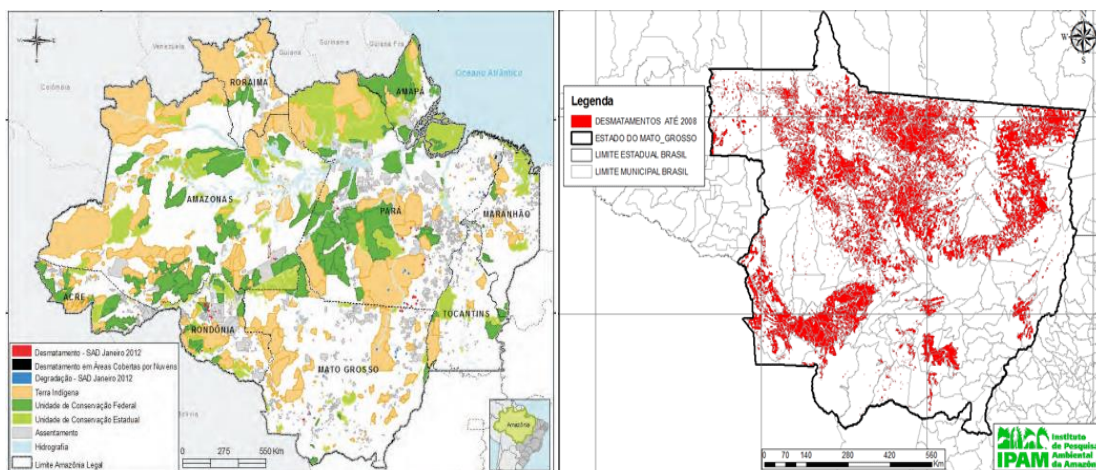 N
Venezuela
Guiana
Suriname
Guiana Fra
Colômbia
Oceano Atlântico
RORAIMA
AMAPÁ
AMAZONAS
PARÁ
MARANHÃO
ACRE
RONDÔNIA
TOCANTINS
MATO GROSSO
Desmatamento - SAD Janeiro 2012
Desmatamento em Áreas Cobertas por Nuvens
Degradação - SAD Janeiro 2012
Terra Indígena
Unidade de Conservação Federal
Unidade de Conservação Estadual
Assentamento
Hidrografia
Limite Amazônia Legal
0 275 550 Km
Amazônia
N
W
S
Legenda
DESMATAMENTOS ATÉ 2008
ESTADO DO MATO_GROSSO
LIMITE ESTADUAL BRASIL
LIMITE MUNICIPAL BRASIL
0 70 140 280 420 560
Km
IPAM
Instituto
de Pesquisa
Ambiental
da Amazôn